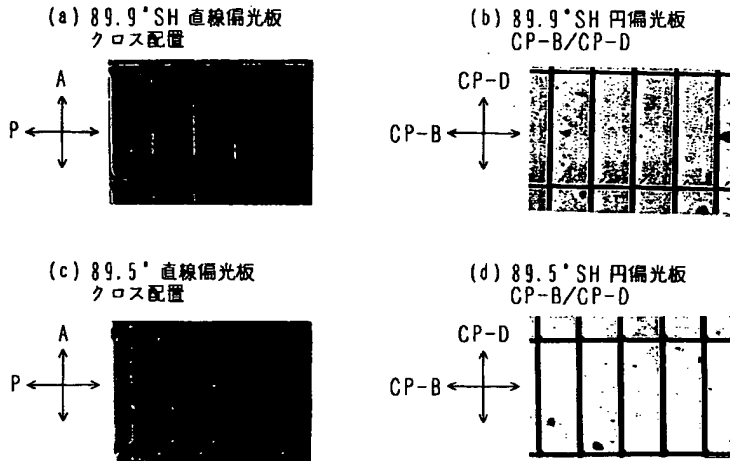 (a) 89.9°SH 直線偏光板
クロス配置
A
P
(b) 89.9°SH 円偏光板
CP-B/CP-D
CP-D
CP-B
(c) 89.5° 直線偏光板
クロス配置
A
P
(d) 89.5°SH 円偏光板
CP-B/CP-D
CP-D
CP-B